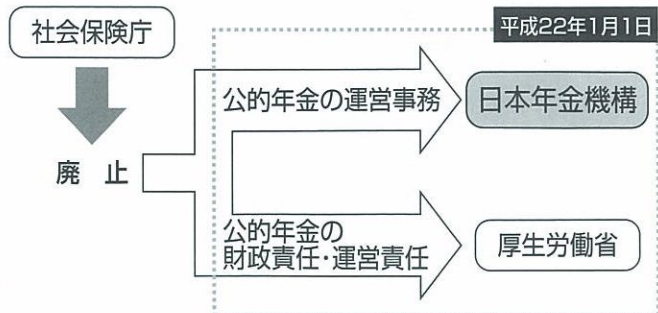 社会保険庁
平成22年1月1日
公的年金の運営事務
日本年金機構
廃 止
公的年金の
財政責任・運営責任
厚生労働省